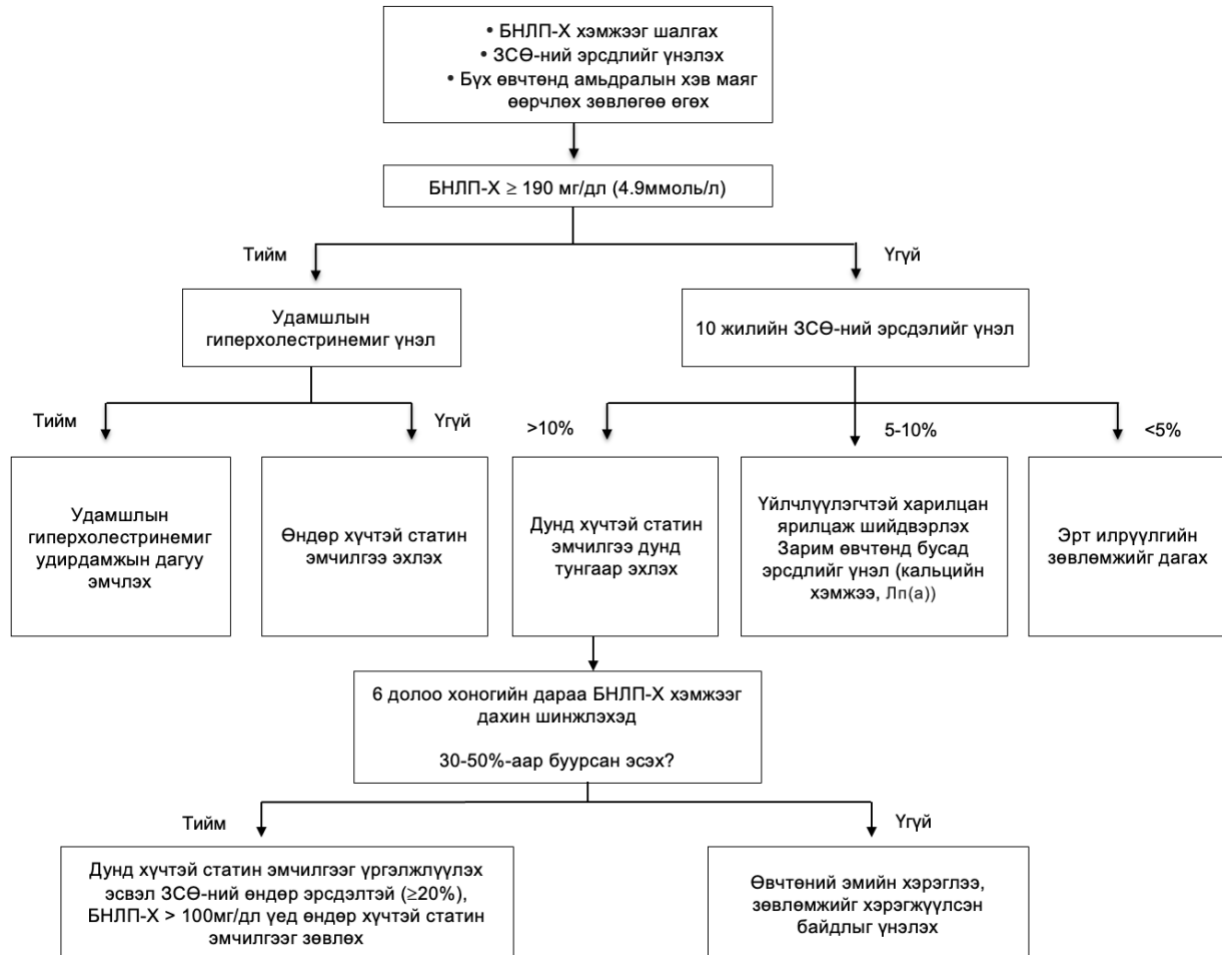 • БНЛП-Х хэмжээг шалгах
• ЗСӨ-ний эрсдлийг үнэлэх
• Бүх өвчтөнд амьдралын хэв маяг
өөрчлөх зөвлөгөө өгөх
БНЛП-Х ≥ 190 мг/дл (4.9ммоль/л)
Тийм
Үгүй
Удамшлын
гиперхолестринемиг үнэл
10 жилийн ЗСӨ-ний эрсдэлийг үнэл
Тийм
Үгүй
>10%
5-10%
<5%
Удамшлын
гиперхолестринемиг
удирдамжын дагуу
эмчлэх
Өндөр хүчтэй статин
эмчилгээ эхлэх
Дунд хүчтэй статин
эмчилгээ дунд
тунгаар эхлэх
Үйлчлүүлэгчтэй харилцан
ярилцаж шийдвэрлэх
Зарим өвчтөнд бусад
эрсдлийг үнэл (кальцийн
хэмжээ, Лп(а))
Эрт илрүүлгийн
зөвлөмжийг дагах
6 долоо хоногийн дараа БНЛП-Х хэмжээг
дахин шинжлэхэд
30-50%-аар буурсан эсэх?
Тийм
Үгүй
Дунд хүчтэй статин эмчилгээг үргэлжлүүлэх
эсвэл ЗСӨ-ний өндөр эрсдэлтэй (≥20%),
БНЛП-Х > 100мг/дл үед өндөр хүчтэй статин
эмчилгээг зөвлөх
Өвчтөний эмийн хэрэглээ,
зөвлөмжийг хэрэгжүүлсэн
байдлыг үнэлэх